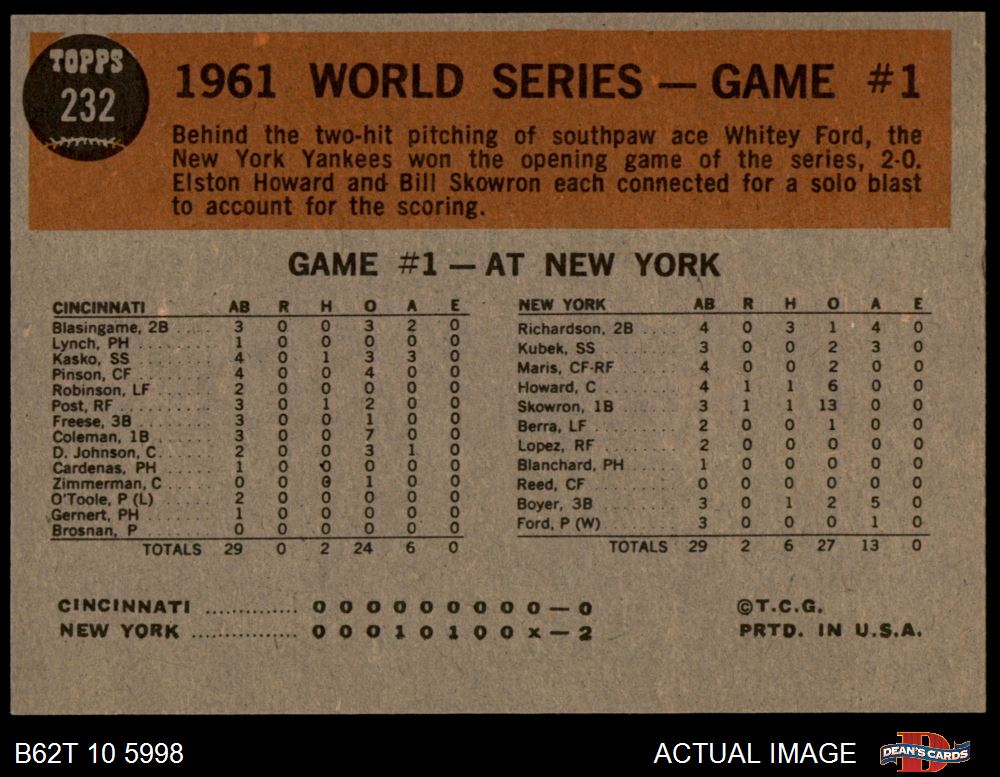 TOPPS
232
1961 WORLD SERIES — GAME #1
Behind the two-hit pitching of southpaw ace Whitey Ford, the
New York Yankees won the opening game of the series, 2-0.
Elston Howard and Bill Skowron each connected for a solo blast
to account for the scoring.
GAME #1 — AT NEW YORK
CINCINNATI AB R H O A E
Blasingame, 2B ..... 3 0 0 3 2 0
Lynch, PH ........ 1 0 0 0 0 0
Kasko, SS ........ 4 0 1 3 3 0
Pinson, CF ....... 4 0 0 4 0 0
Robinson, LF ..... 2 0 0 0 0 0
Post, RF ......... 3 0 1 2 0 0
Freese, 3B ....... 3 0 0 1 0 0
Coleman, 1B ...... 3 0 0 7 0 0
D. Johnson, C. ..... 2 0 0 3 1 0
Cardenas, PH ..... 1 0 0 0 0 0
Zimmerman, C ..... 0 0 0 1 0 0
O'Toole, P (L) ..... 2 0 0 0 0 0
Gernert, PH ...... 1 0 0 0 0 0
Brosnan, P ....... 0 0 0 0 0 0
TOTALS 29 0 2 24 6 0
NEW YORK AB R H O A E
Richardson, 2B .... 4 0 3 1 4 0
Kubek, SS ........ 3 0 0 2 3 0
Maris, CF-RF ..... 4 0 0 2 0 0
Howard, C ........ 4 1 1 6 0 0
Skowron, 1B ...... 3 1 1 13 0 0
Berra, LF ........ 2 0 0 1 0 0
Lopez, RF ........ 2 0 0 0 0 0
Blanchard, PH .... 1 0 0 0 0 0
Reed, CF ......... 0 0 0 0 0 0
Boyer, 3B ........ 3 0 1 2 5 0
Ford, P (W) ...... 3 0 0 0 1 0
TOTALS 29 2 6 27 13 0
CINCINNATI .............. 0 0 0 0 0 0 0 0 0 — 0
NEW YORK ................ 0 0 0 1 0 1 0 0 x — 2
©T.C.G.
PRTD. IN U.S.A.
B62T 10 5998
ACTUAL IMAGE
D
DEAN'S CARDS